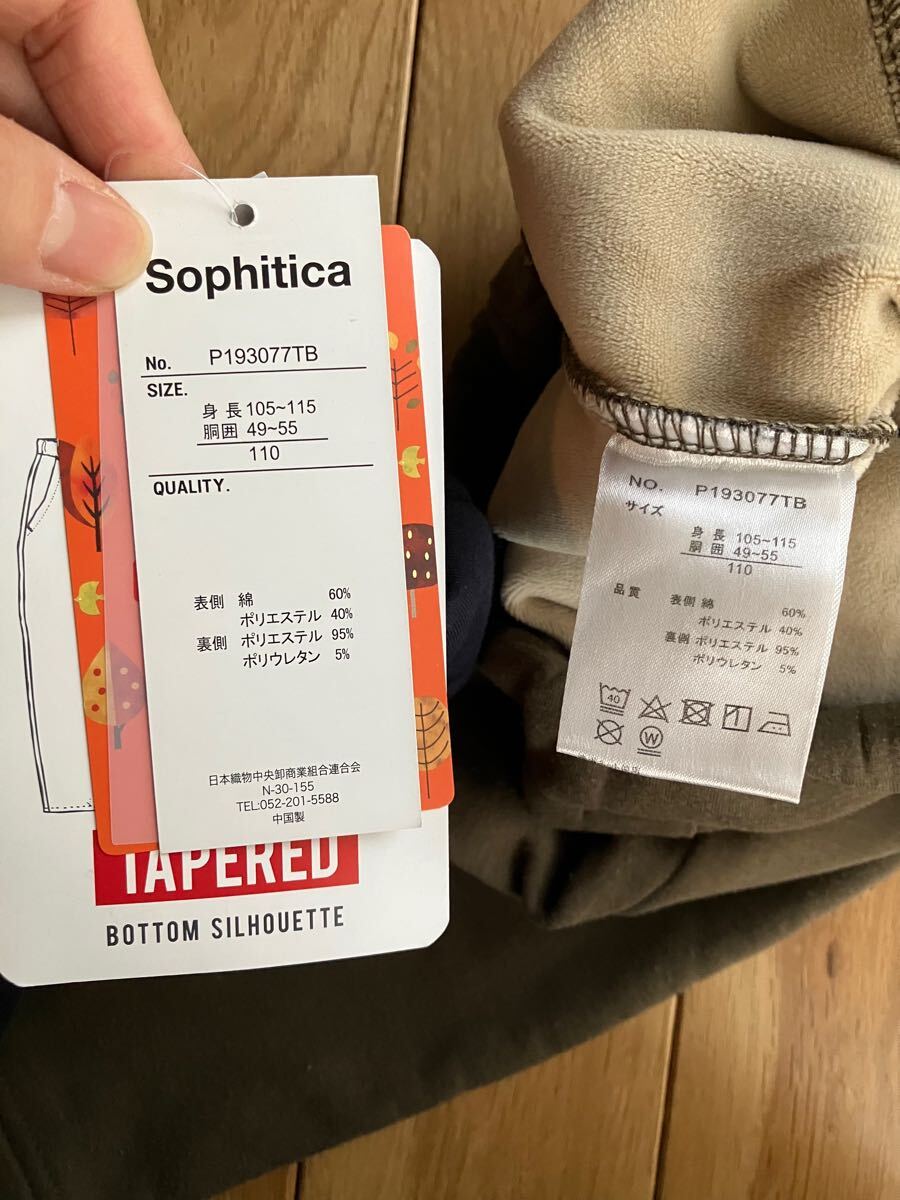 Sophitica
No. P193077TB
SIZE.
身長 105~115
胴囲 49~55
110
QUALITY.
表側 綿 60%
ポリエステル 40%
裏側 ポリエステル 95%
ポリウレタン 5%
日本織物中央卸商業組合連合会
N-30-155
TEL:052-201-5588
中国製
TAPERED
BOTTOM SILHOUETTE
NO. P193077TB
サイズ
身長 105~115
胴囲 49~55
110
品質 表側 綿 60%
ポリエステル 40%
裏側 ポリエステル 95%
ポリウレタン 5%
40
W